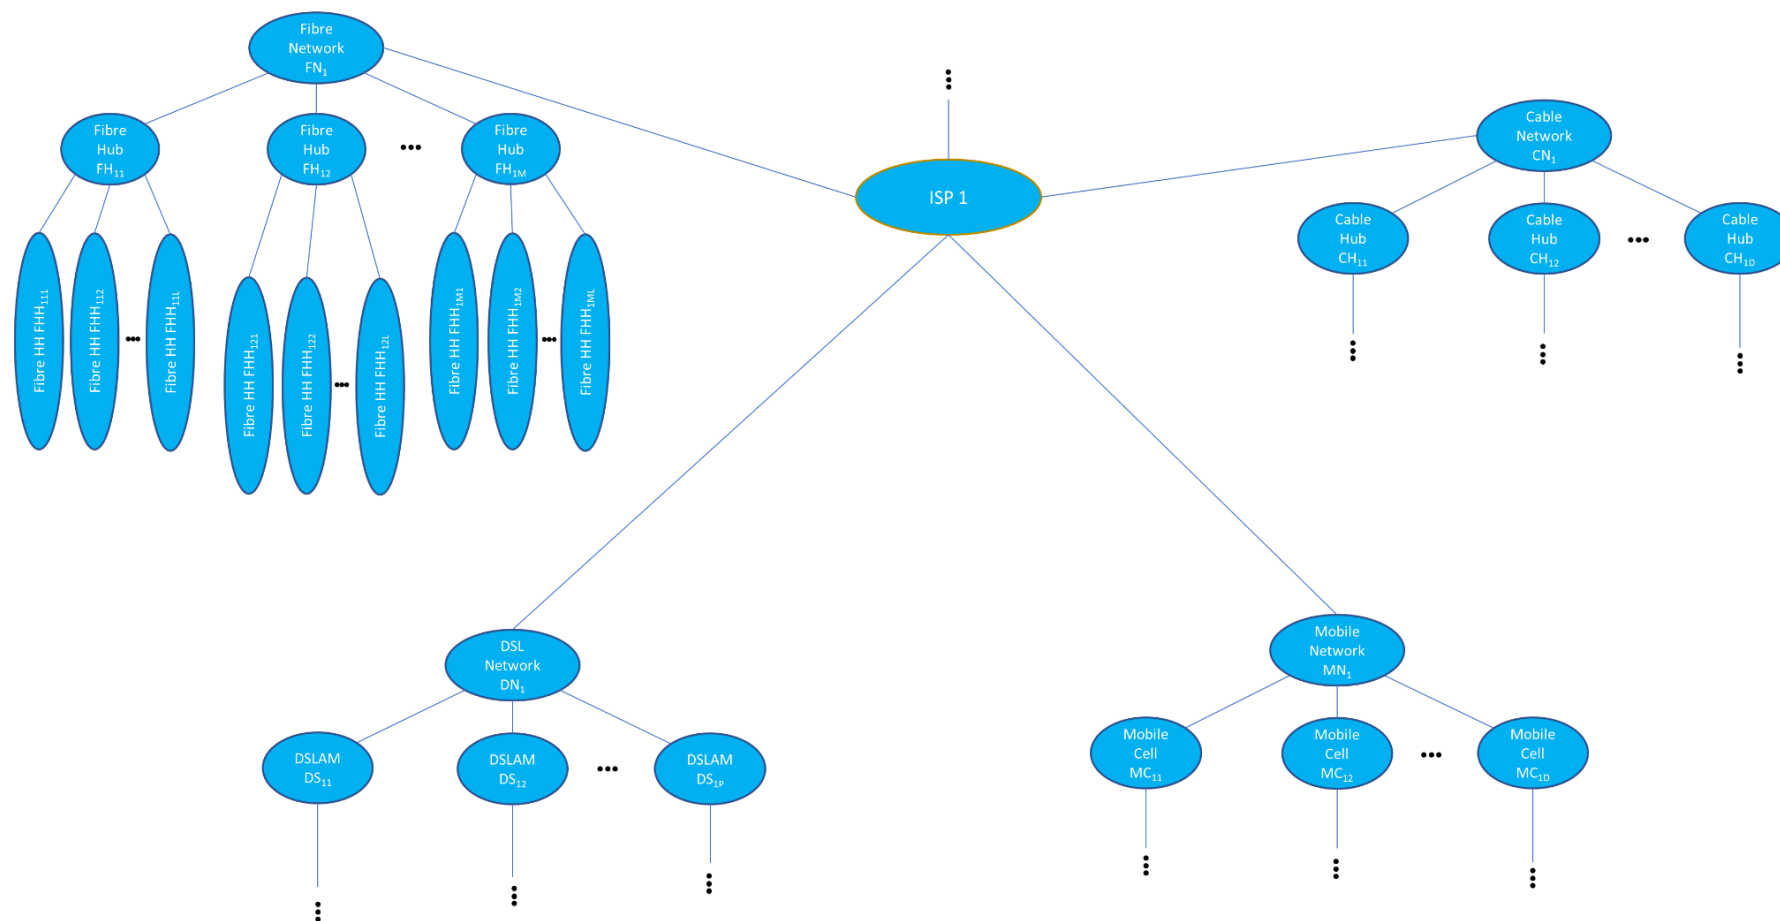 Fibre
Network
FN₁
Fibre
Hub
FH₁₁
Fibre
Hub
FH₁₂
...
Fibre
Hub
FH₁M
Fibre HH FHH₁₁₁
Fibre HH FHH₁₁₂
...
Fibre HH FHH₁₁L
Fibre HH FHH₁₂₁
Fibre HH FHH₁₂₂
...
Fibre HH FHH₁₂L
Fibre HH FHH₁M₁
Fibre HH FHH₁M₂
...
Fibre HH FHH₁ML
ISP 1
Cable
Network
CN₁
Cable
Hub
CH₁₁
Cable
Hub
CH₁₂
...
Cable
Hub
CH₁D
DSL
Network
DN₁
DSLAM
DS₁₁
DSLAM
DS₁₂
...
DSLAM
DS₁P
Mobile
Network
MN₁
Mobile
Cell
MC₁₁
Mobile
Cell
MC₁₂
...
Mobile
Cell
MC₁D